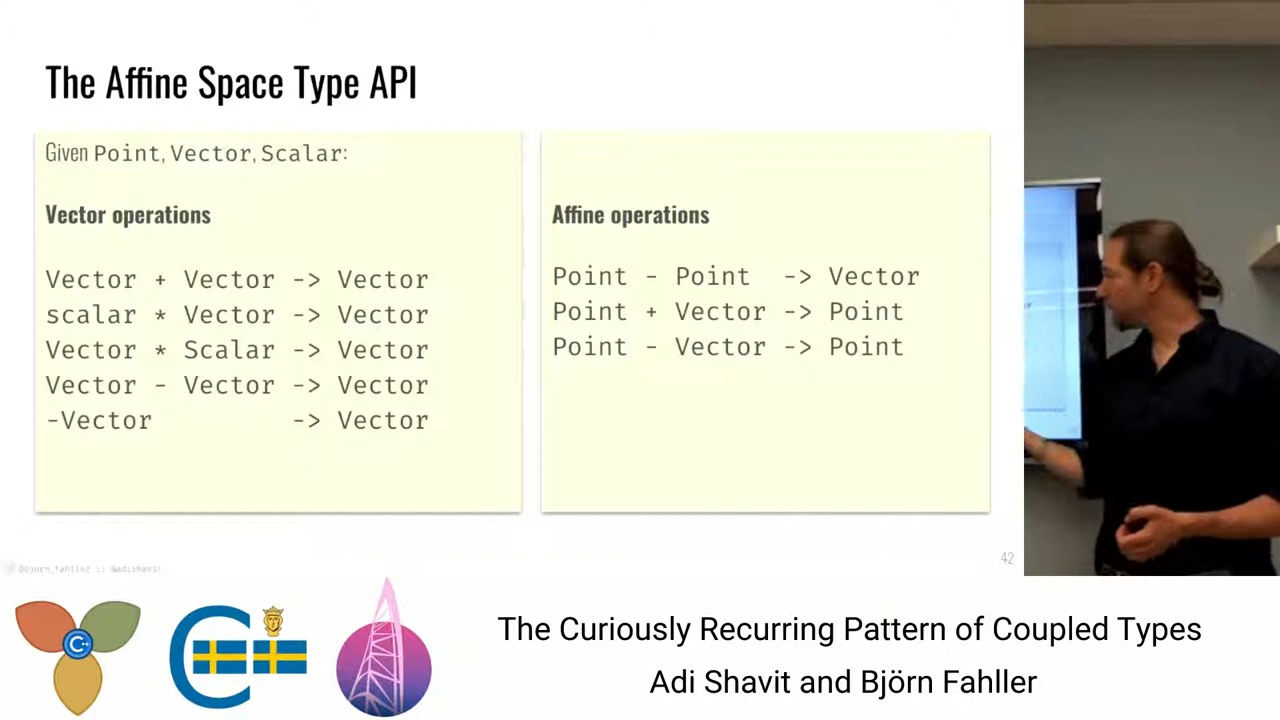 The Affine Space Type API
Given Point, Vector, Scalar:
Vector operations
Vector + Vector -> Vector
scalar * Vector -> Vector
Vector * Scalar -> Vector
Vector - Vector -> Vector
-Vector -> Vector
Affine operations
Point - Point -> Vector
Point + Vector -> Point
Point - Vector -> Point
42
@bjorn_fahller :: @adishavit
C++
The Curiously Recurring Pattern of Coupled Types
Adi Shavit and Björn Fahller